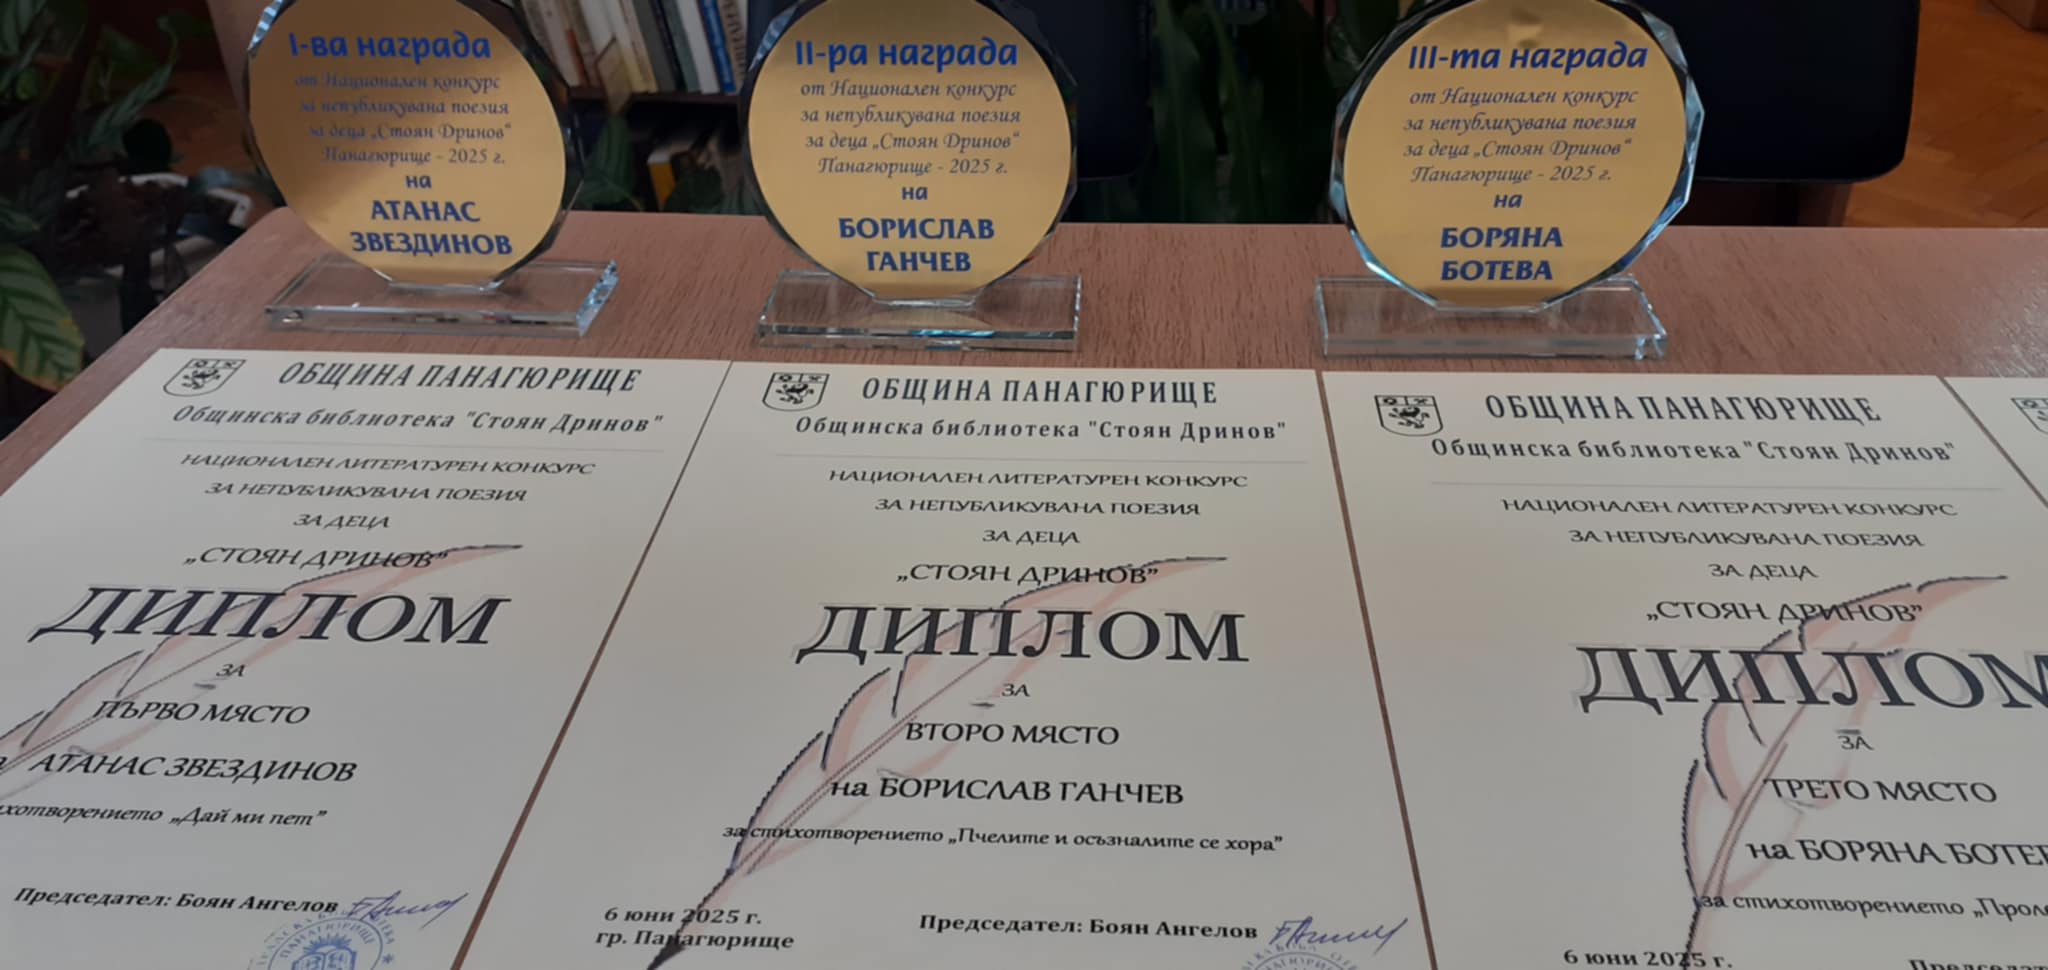 I-ва награда
от Национален конкурс
за непубликувана поезия
за деца „Стоян Дринов“
Панагюрище - 2025 г.
на
АТАНАС
ЗВЕЗДИНОВ
II-ра награда
от Национален конкурс
за непубликувана поезия
за деца „Стоян Дринов“
Панагюрище - 2025 г.
на
БОРИСЛАВ
ГАНЧЕВ
III-та награда
от Национален конкурс
за непубликувана поезия
за деца „Стоян Дринов“
Панагюрище - 2025 г.
на
БОРЯНА
БОТЕВА
ОБЩИНА ПАНАГЮРИЩЕ
Общинска библиотека "Стоян Дринов"
НАЦИОНАЛЕН ЛИТЕРАТУРЕН КОНКУРС
ЗА НЕПУБЛИКУВАНА ПОЕЗИЯ
ЗА ДЕЦА
„СТОЯН ДРИНОВ”
ДИПЛОМ
ЗА
ПЪРВО МЯСТО
АТАНАС ЗВЕЗДИНОВ
„Дай ми пет”
Председател: Боян Ангелов
ОБЩИНА ПАНАГЮРИЩЕ
Общинска библиотека "Стоян Дринов"
НАЦИОНАЛЕН ЛИТЕРАТУРЕН КОНКУРС
ЗА НЕПУБЛИКУВАНА ПОЕЗИЯ
ЗА ДЕЦА
„СТОЯН ДРИНОВ”
ДИПЛОМ
ЗА
ВТОРО МЯСТО
на БОРИСЛАВ ГАНЧЕВ
за стихотворението „Пчелите и осъзналите се хора”
6 юни 2025 г.
гр. Панагюрище
Председател: Боян Ангелов
ОБЩИНА ПАНАГЮРИЩЕ
Общинска библиотека "Стоян Дринов"
НАЦИОНАЛЕН ЛИТЕРАТУРЕН КОНКУРС
ЗА НЕПУБЛИКУВАНА ПОЕЗИЯ
ЗА ДЕЦА
„СТОЯН ДРИНОВ”
ДИПЛОМ
ЗА
ТРЕТО МЯСТО
на БОРЯНА
за стихотворението
6 юни 2025 г.